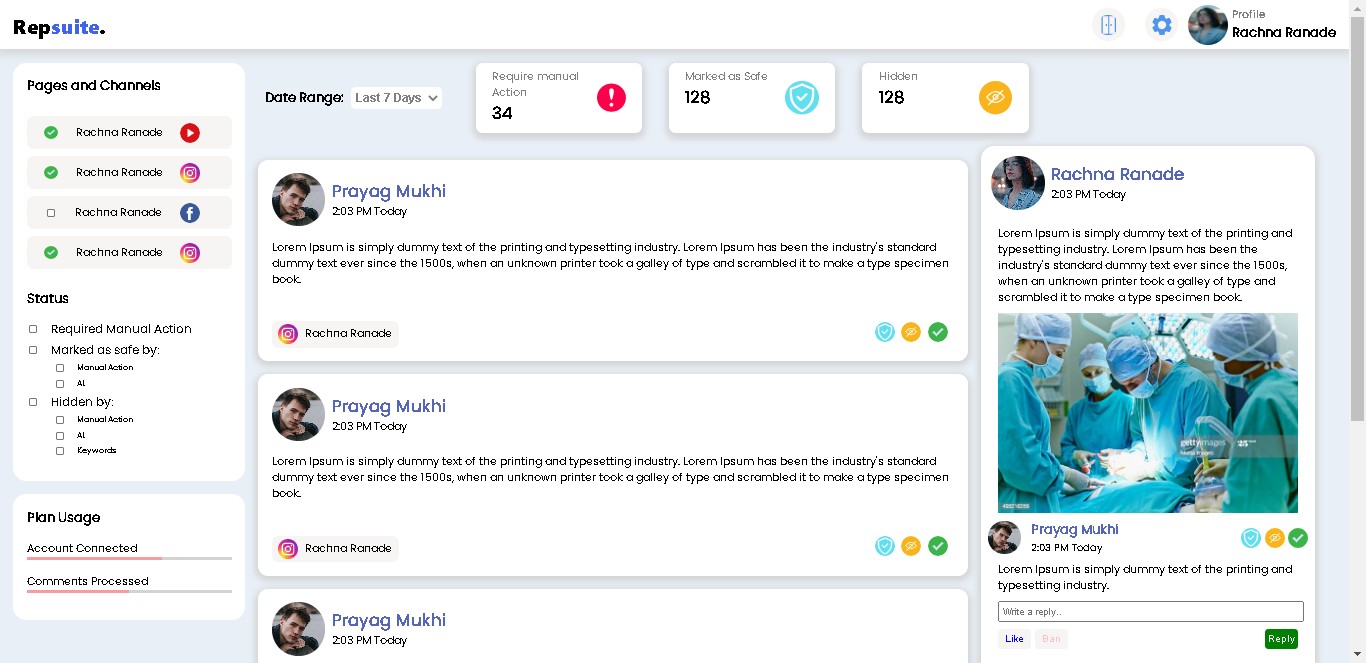 Repsuite.
Profile
Rachna Ranade
Pages and Channels
Rachna Ranade
Rachna Ranade
Rachna Ranade
Rachna Ranade
Status
Required Manual Action
Marked as safe by:
Manual Action
AI.
Hidden by:
Manual Action
AI.
Keywords
Plan Usage
Account Connected
Comments Processed
Date Range: Last 7 Days
Require manual
Action
34
Marked as Safe
128
Hidden
128
Prayag Mukhi
2:03 PM Today
Lorem Ipsum is simply dummy text of the printing and typesetting industry. Lorem Ipsum has been the industry's standard
dummy text ever since the 1500s, when an unknown printer took a galley of type and scrambled it to make a type specimen
book.
Rachna Ranade
Prayag Mukhi
2:03 PM Today
Lorem Ipsum is simply dummy text of the printing and typesetting industry. Lorem Ipsum has been the industry's standard
dummy text ever since the 1500s, when an unknown printer took a galley of type and scrambled it to make a type specimen
book.
Rachna Ranade
Prayag Mukhi
2:03 PM Today
Rachna Ranade
2:03 PM Today
Lorem Ipsum is simply dummy text of the printing and
typesetting industry. Lorem Ipsum has been the
industry's standard dummy text ever since the 1500s,
when an unknown printer took a galley of type and
scrambled it to make a type specimen book.
gettyimages
Prayag Mukhi
2:03 PM Today
Lorem Ipsum is simply dummy text of the printing and
typesetting industry.
Write a reply..
Like Ban Reply